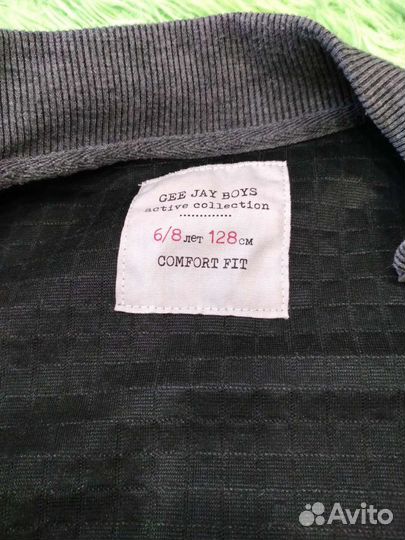 GEE JAY BOYS
active collection
6/8 лет 128 см
COMFORT FIT
Avito